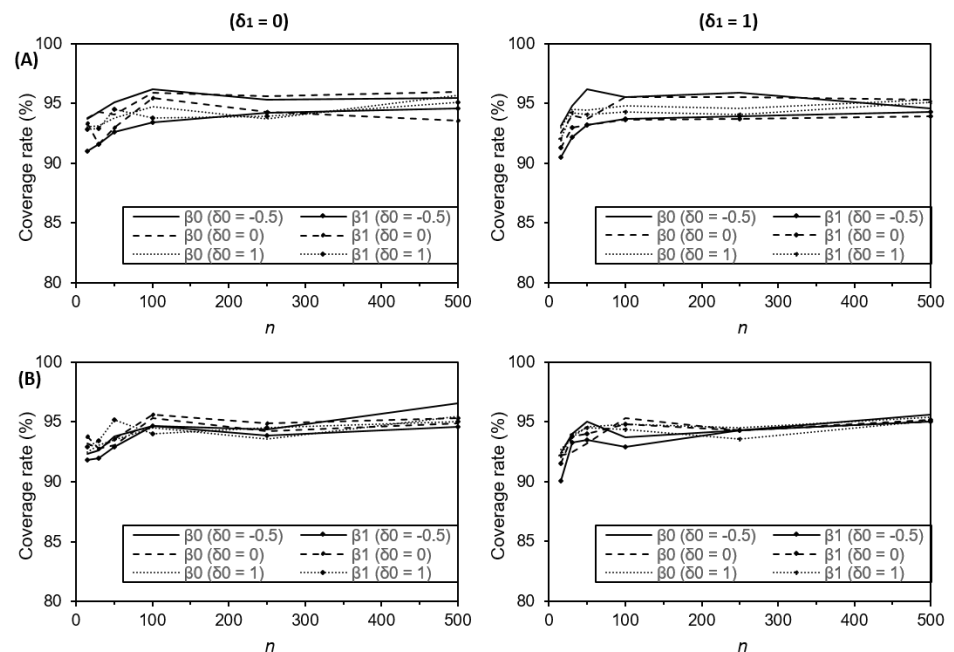 (δ1 = 0)
(δ1 = 1)
(A)
100
95
90
85
80
Coverage rate (%)
β0 (δ0 = -0.5)
β1 (δ0 = -0.5)
β0 (δ0 = 0)
β1 (δ0 = 0)
β0 (δ0 = 1)
β1 (δ0 = 1)
0
100
200
300
400
500
n
100
95
90
85
80
Coverage rate (%)
β0 (δ0 = -0.5)
β1 (δ0 = -0.5)
β0 (δ0 = 0)
β1 (δ0 = 0)
β0 (δ0 = 1)
β1 (δ0 = 1)
0
100
200
300
400
500
n
(B)
100
95
90
85
80
Coverage rate (%)
β0 (δ0 = -0.5)
β1 (δ0 = -0.5)
β0 (δ0 = 0)
β1 (δ0 = 0)
β0 (δ0 = 1)
β1 (δ0 = 1)
0
100
200
300
400
500
n
100
95
90
85
80
Coverage rate (%)
β0 (δ0 = -0.5)
β1 (δ0 = -0.5)
β0 (δ0 = 0)
β1 (δ0 = 0)
β0 (δ0 = 1)
β1 (δ0 = 1)
0
100
200
300
400
500
n